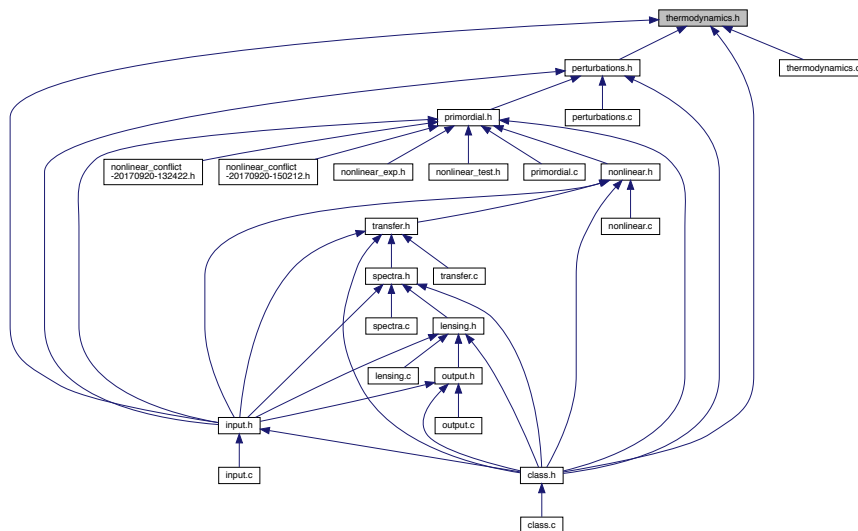 thermodynamics.h
perturbations.h
thermodynamics.c
primordial.h
perturbations.c
nonlinear_conflict
-20170920-132422.h
nonlinear_conflict
-20170920-150212.h
nonlinear_exp.h
nonlinear_test.h
primordial.c
nonlinear.h
transfer.h
nonlinear.c
spectra.h
transfer.c
spectra.c
lensing.h
lensing.c
output.h
input.h
output.c
input.c
class.h
class.c